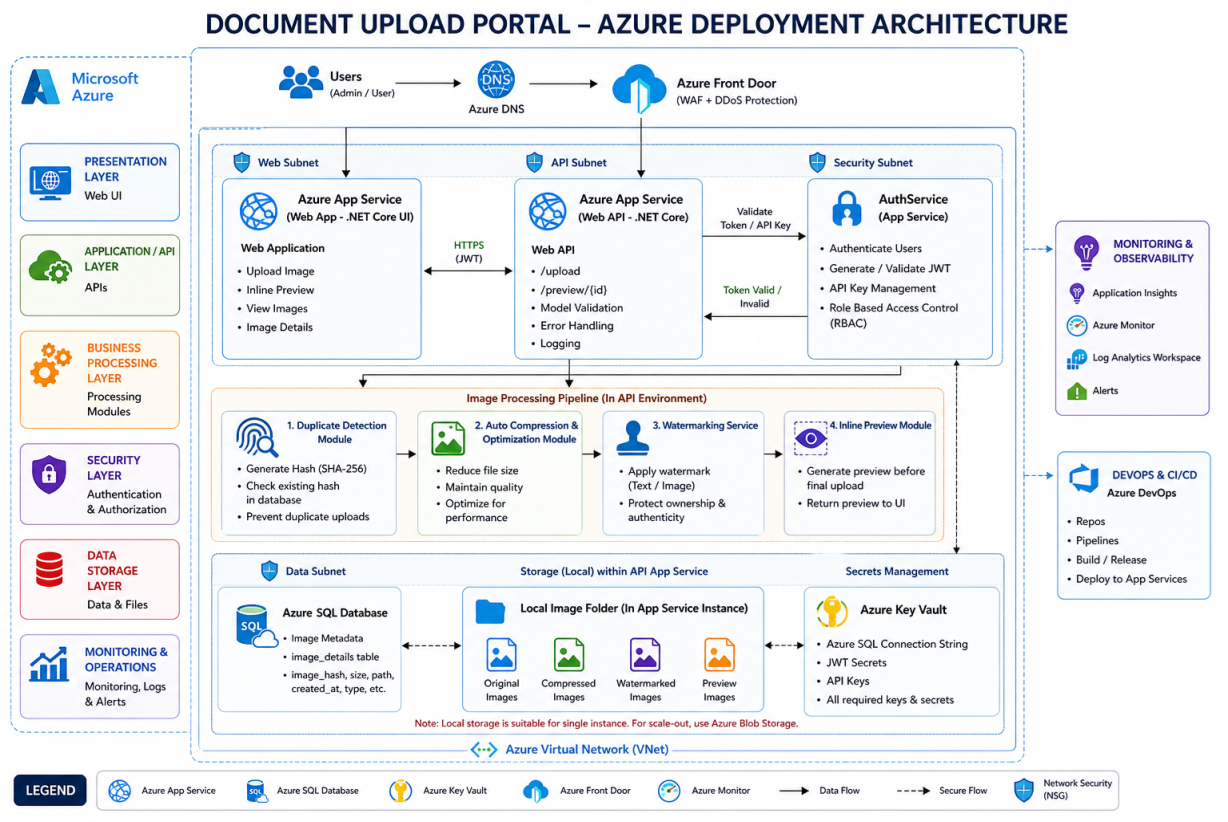 DOCUMENT UPLOAD PORTAL – AZURE DEPLOYMENT ARCHITECTURE
Microsoft
Azure
PRESENTATION
LAYER
Web UI
APPLICATION / API
LAYER
APIs
BUSINESS
PROCESSING
LAYER
Processing
Modules
SECURITY
LAYER
Authentication
& Authorization
DATA
STORAGE
LAYER
Data & Files
MONITORING &
OPERATIONS
Monitoring, Logs
& Alerts
Users
(Admin / User)
DNS
Azure DNS
Azure Front Door
(WAF + DDoS Protection)
Web Subnet
API Subnet
Security Subnet
Azure App Service
(Web App - .NET Core UI)
Web Application
• Upload Image
• Inline Preview
• View Images
• Image Details
HTTPS
(JWT)
Azure App Service
(Web API - .NET Core)
Web API
• /upload
• /preview/{id}
• Model Validation
• Error Handling
• Logging
Validate
Token / API Key
Token Valid /
Invalid
AuthService
(App Service)
• Authenticate Users
• Generate / Validate JWT
• API Key Management
• Role Based Access Control
(RBAC)
Image Processing Pipeline (In API Environment)
1. Duplicate Detection
Module
• Generate Hash (SHA-256)
• Check existing hash
in database
• Prevent duplicate uploads
2. Auto Compression &
Optimization Module
• Reduce file size
• Maintain quality
• Optimize for
performance
3. Watermarking Service
• Apply watermark
(Text / Image)
• Protect ownership &
authenticity
4. Inline Preview Module
• Generate preview before
final upload
• Return preview to UI
Data Subnet
Storage (Local) within API App Service
Secrets Management
SQL
Azure SQL Database
• Image Metadata
• image_details table
• image_hash, size, path,
created_at, type, etc.
Local Image Folder (In App Service Instance)
Original
Images
Compressed
Images
Watermarked
Images
Preview
Images
Azure Key Vault
• Azure SQL Connection String
• JWT Secrets
• API Keys
• All required keys & secrets
Note: Local storage is suitable for single instance. For scale-out, use Azure Blob Storage.
Azure Virtual Network (VNet)
MONITORING &
OBSERVABILITY
Application Insights
Azure Monitor
Log Analytics Workspace
Alerts
DEVOPS & CI/CD
Azure DevOps
• Repos
• Pipelines
• Build / Release
• Deploy to App Services
LEGEND
Azure App Service
SQL
Azure SQL Database
Azure Key Vault
Azure Front Door
Azure Monitor
Data Flow
Secure Flow
Network Security
(NSG)